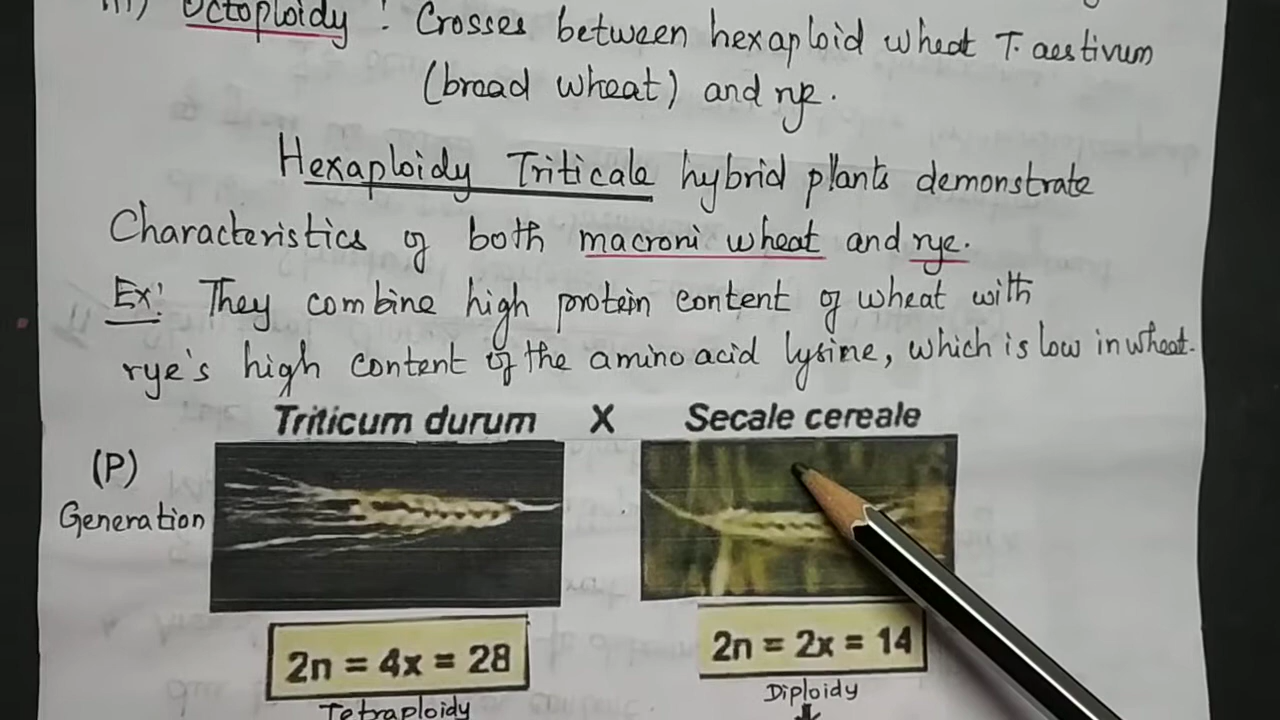 iii) Octoploidy : Crosses between hexaploid wheat T. aestivum
(bread wheat) and rye.
Hexaploidy Triticale hybrid plants demonstrate
Characteristics of both macroni wheat and rye.
Ex: They combine high protein content of wheat with
rye's high content of the amino acid lysine, which is low in wheat.
Triticum durum X Secale cereale
(P)
Generation
2n = 4x = 28 2n = 2x = 14
Tetraploidy Diploidy